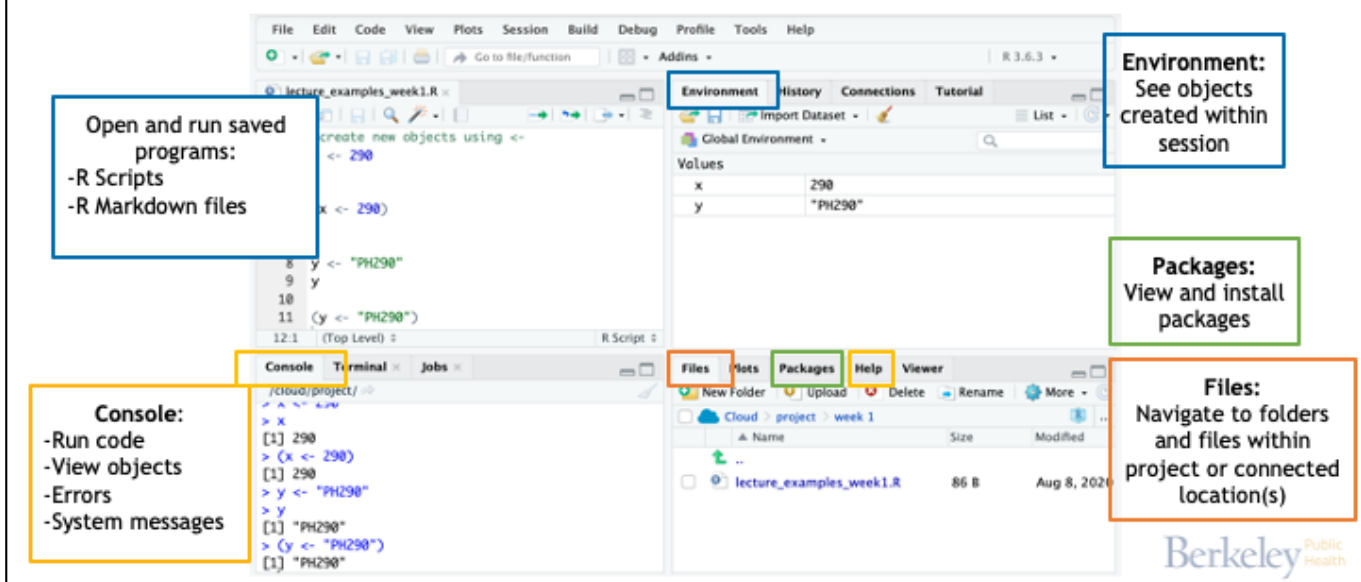 File Edit Code View Plots Session Build Debug Profile Tools Help
Go to file/function
Addins
R 3.6.3
lecture_examples_week1.R
create new objects using <-
<- 290
x <- 290)
8 y <- "PH290"
9 y
10
11 (y <- "PH290")
12:1 (Top Level) R Script
Open and run saved
programs:
-R Scripts
-R Markdown files
Environment History Connections Tutorial
Import Dataset List
Global Environment
Values
x 290
y "PH290"
Environment:
See objects
created within
session
Packages:
View and install
packages
Console Terminal Jobs
/cloud/project/
> x <- 290
> x
[1] 290
> (x <- 290)
[1] 290
> y <- "PH290"
> y
[1] "PH290"
> (y <- "PH290")
[1] "PH290"
Console:
-Run code
-View objects
-Errors
-System messages
Files Plots Packages Help Viewer
New Folder Upload Delete Rename More
Cloud > project > week 1
Name Size Modified
..
lecture_examples_week1.R 86 B Aug 8, 2020
Files:
Navigate to folders
and files within
project or connected
location(s)
Berkeley Public
Health